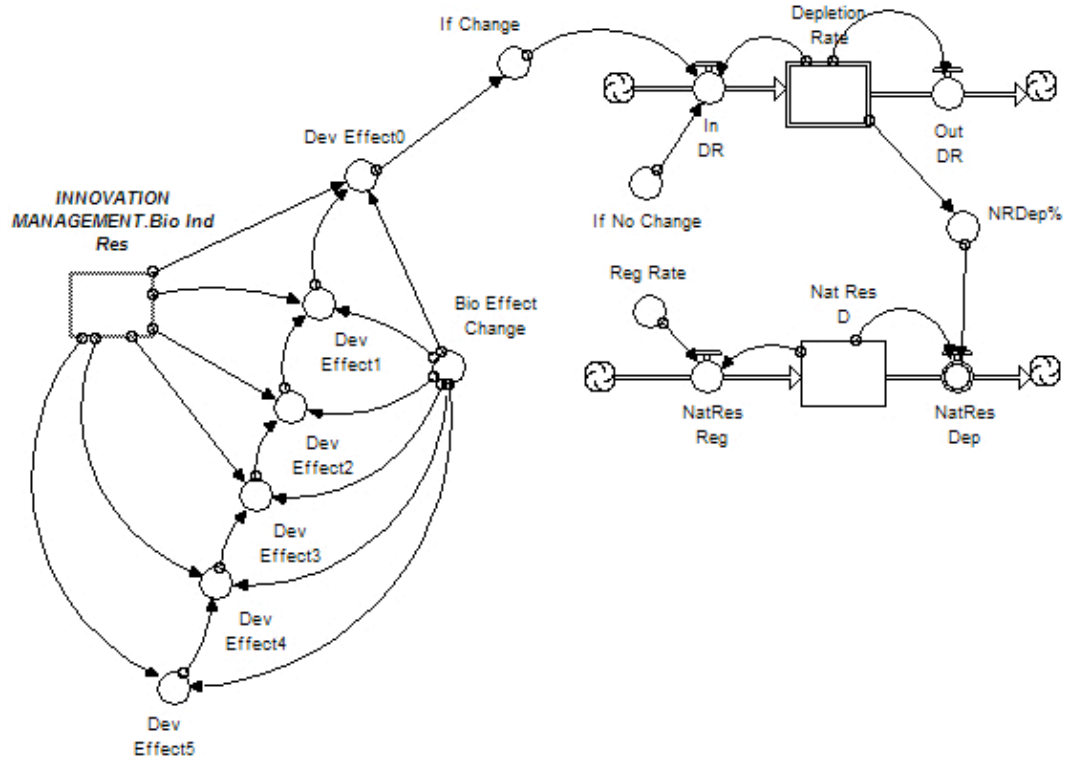 If Change
Depletion
Rate
In
DR
Out
DR
Dev Effect0
If No Change
NRDep%
INNOVATION
MANAGEMENT.Bio Ind
Res
Reg Rate
Nat Res
D
Bio Effect
Change
Dev
Effect1
NatRes
Reg
NatRes
Dep
Dev
Effect2
Dev
Effect3
Dev
Effect4
Dev
Effect5